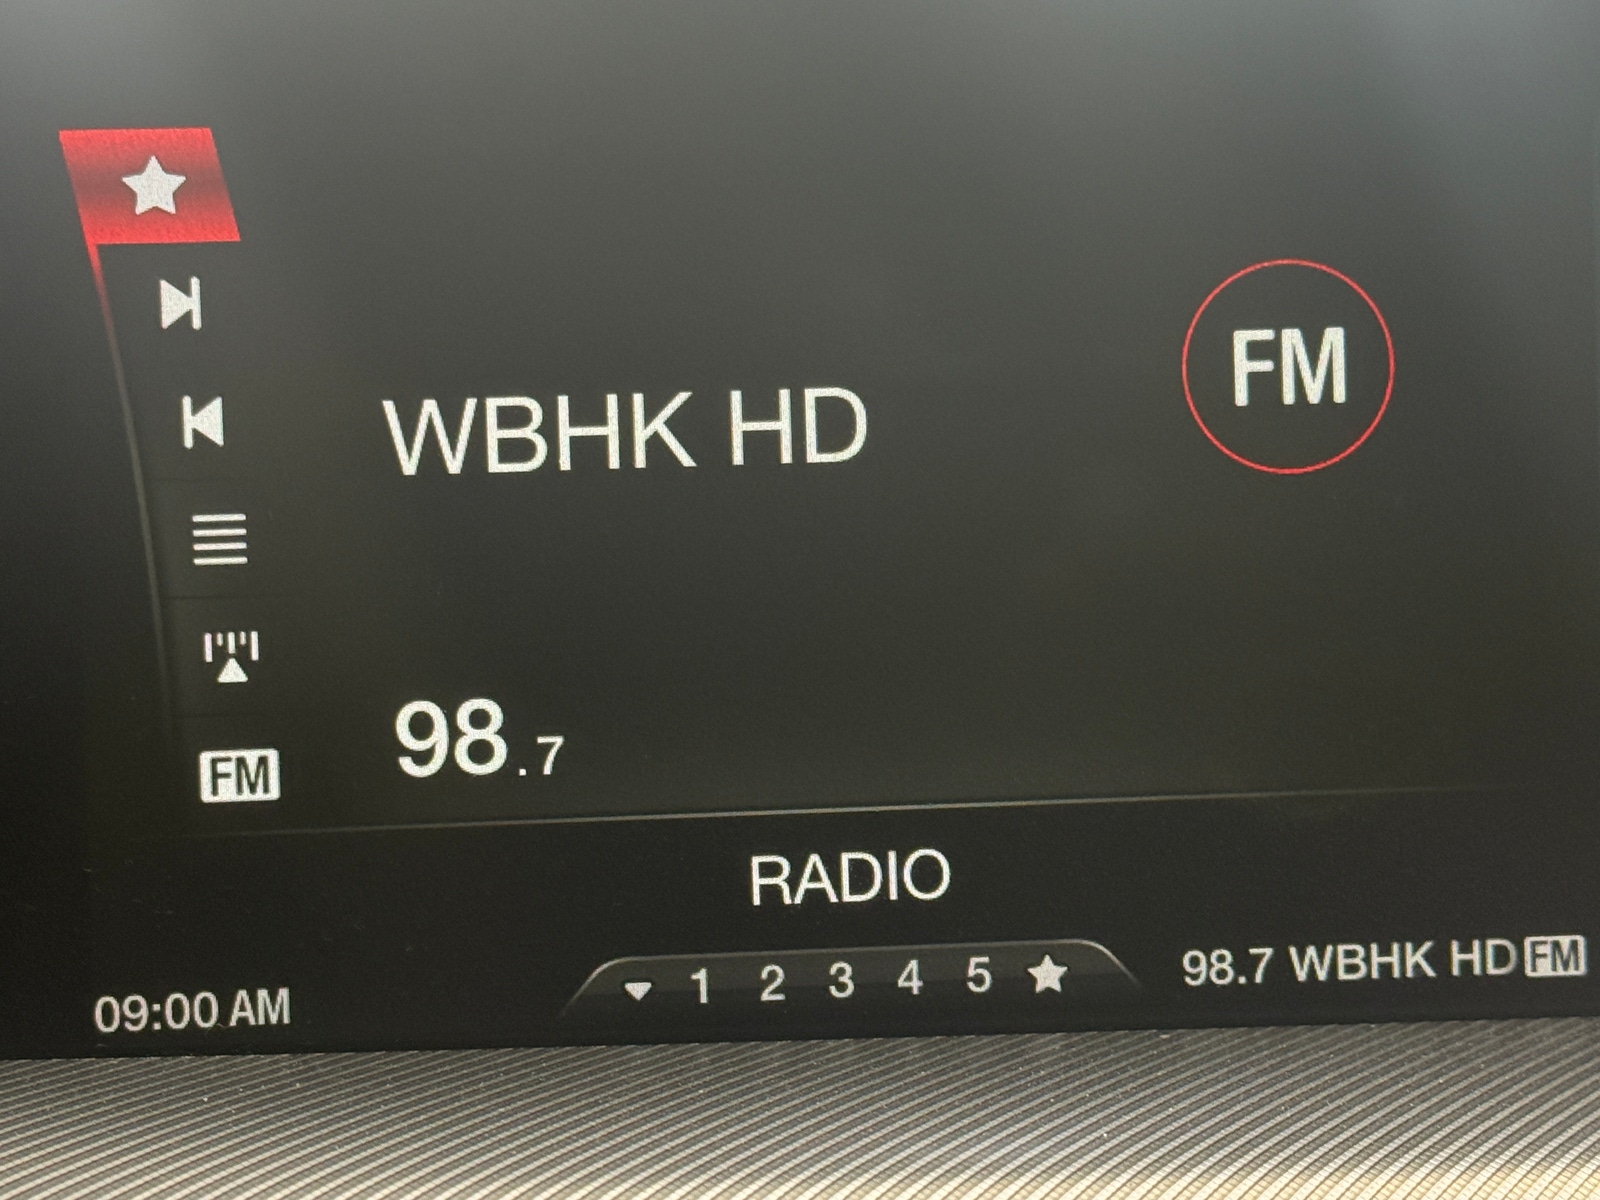 WBHK HD
FM
98.7
FM
RADIO
1 2 3 4 5
98.7 WBHK HD FM
09:00 AM